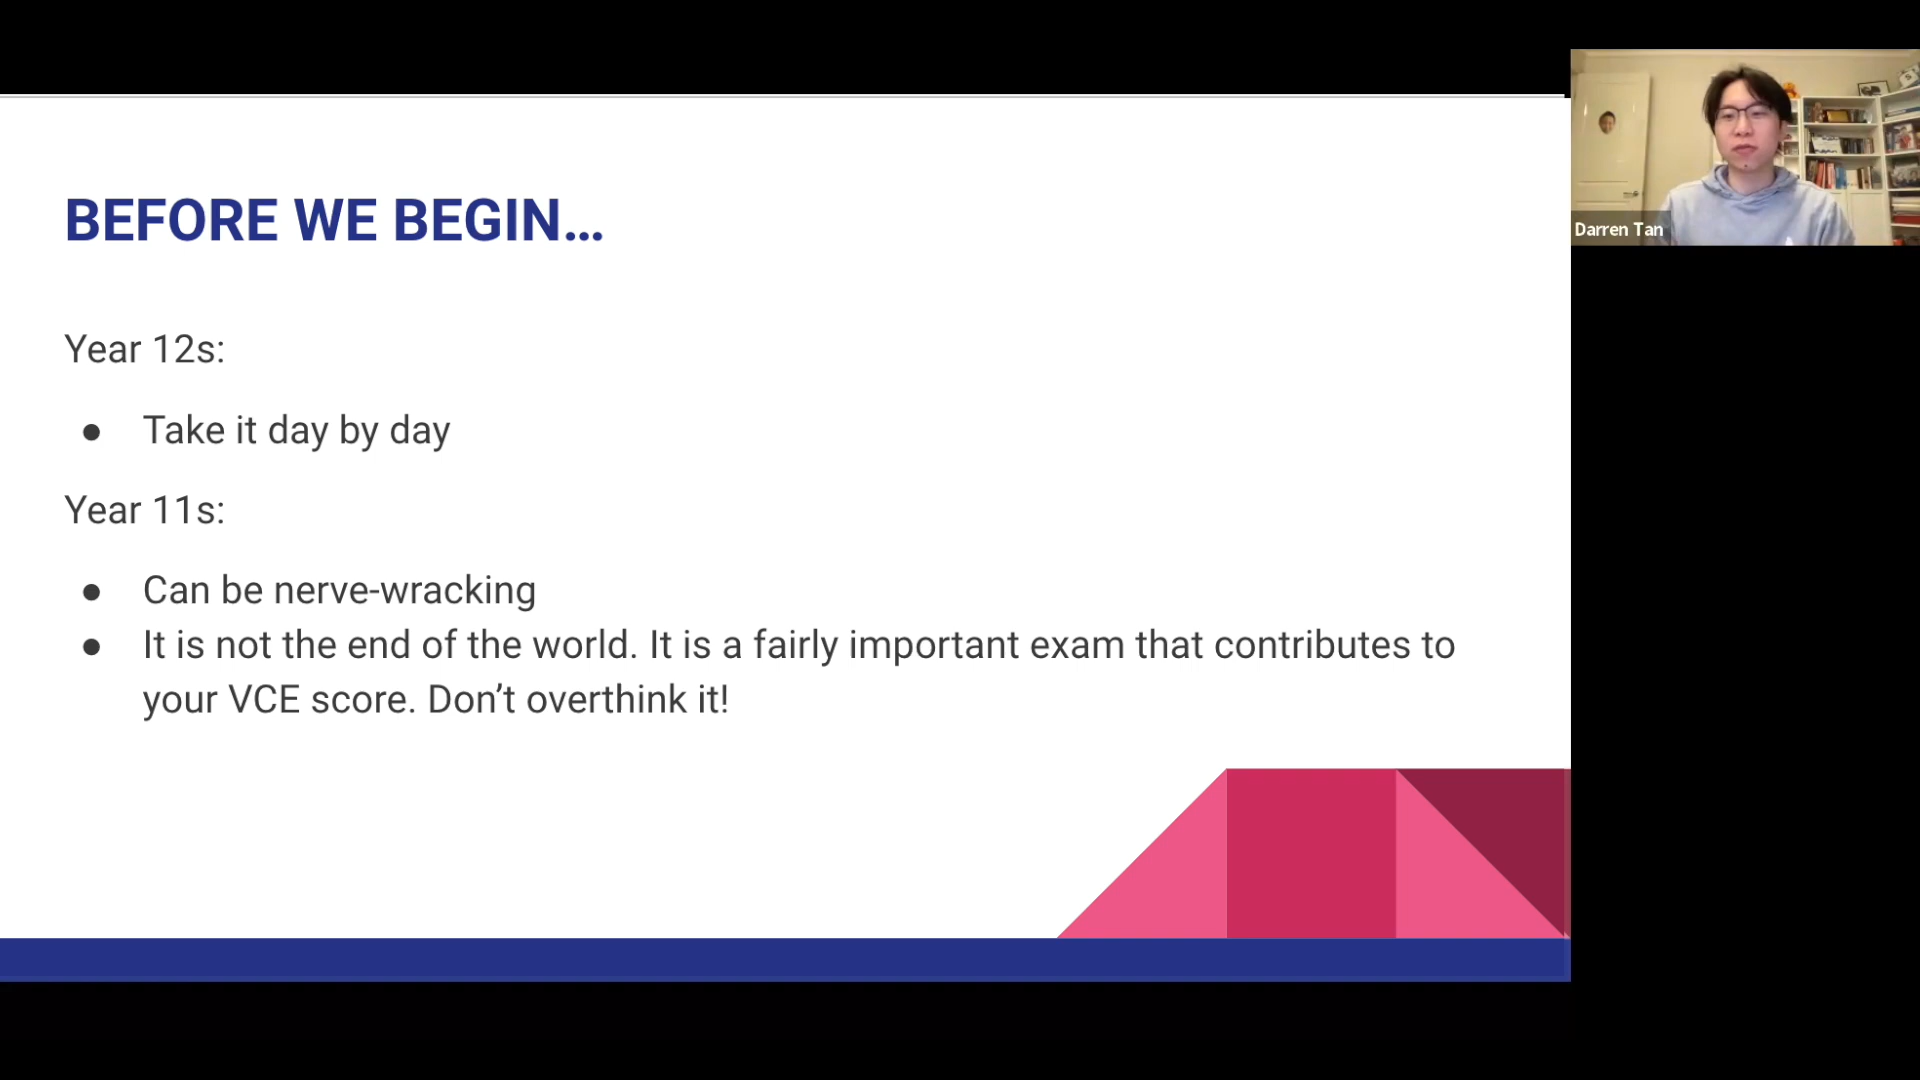 BEFORE WE BEGIN...
Year 12s:
● Take it day by day
Year 11s:
● Can be nerve-wracking
● It is not the end of the world. It is a fairly important exam that contributes to
your VCE score. Don’t overthink it!
Darren Tan